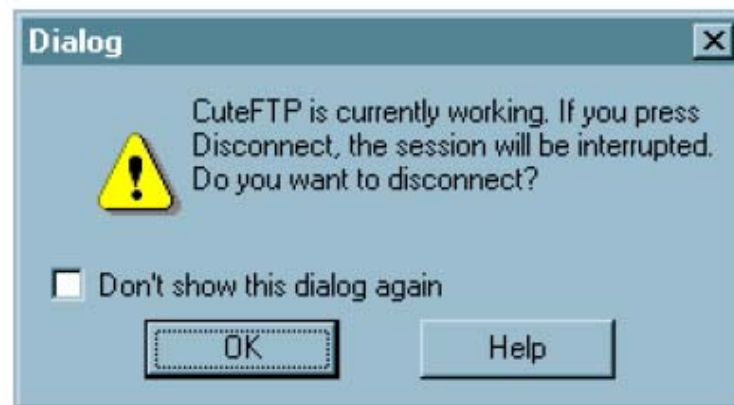 Dialog
CuteFTP is currently working. If you press
Disconnect, the session will be interrupted.
Do you want to disconnect?
Don't show this dialog again
OK Help